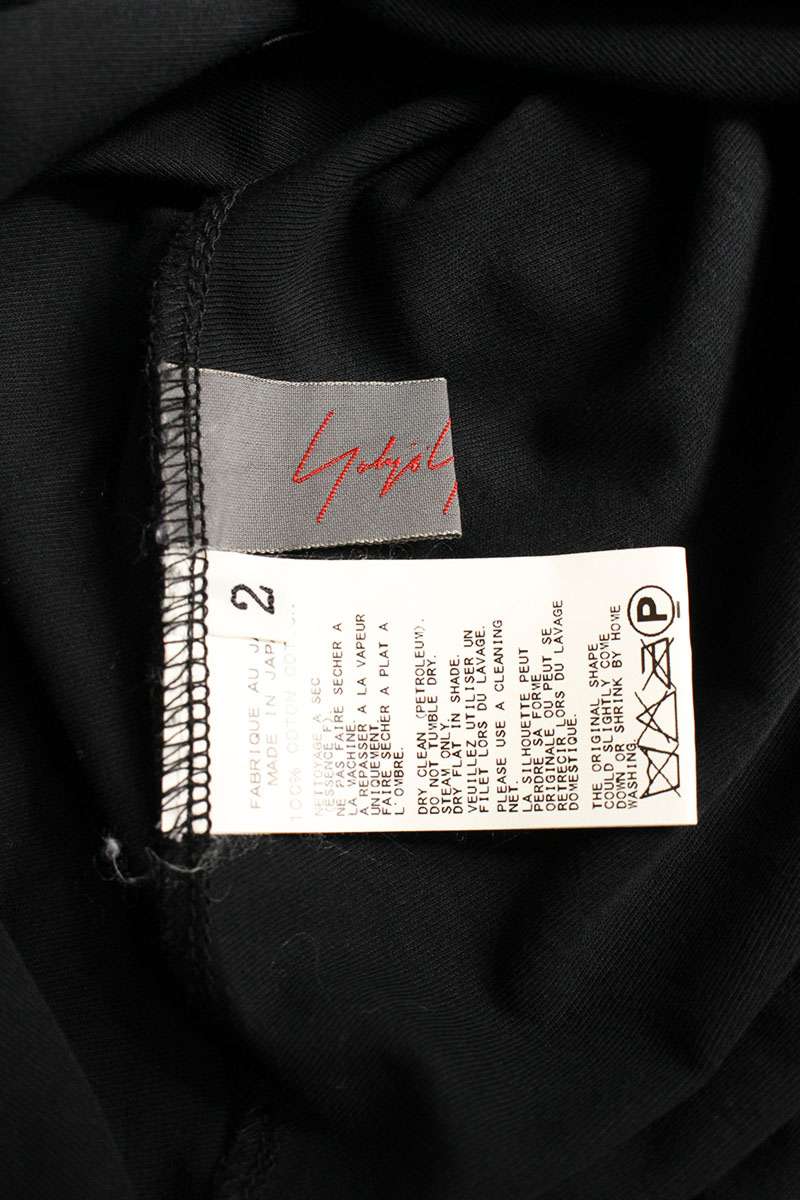 Yohji Y
2
FABRIQUE AU JA
MADE IN JAP
100% COTON COT
NETTOYAGE A SEC
(ESSENCE F).
NE PAS FAIRE SECHER A
LA MACHINE.
A REPASSER A LA VAPEUR
UNIQUEMENT.
FAIRE SECHER A PLAT A
L'OMBRE.
DRY CLEAN (PETROLEUM).
DO NOT TUMBLE DRY.
STEAM ONLY.
DRY FLAT IN SHADE.
VEUILLEZ UTILISER UN
FILET LORS DU LAVAGE.
PLEASE USE A CLEANING
NET.
LA SILHOUETTE PEUT
PERDRE SA FORME
ORIGINALE OU PEUT SE
RETRECIR LORS DU LAVAGE
DOMESTIQUE.
THE ORIGINAL SHAPE
COULD SLIGHTLY COME
DOWN OR SHRINK BY HOME
WASHING.
P